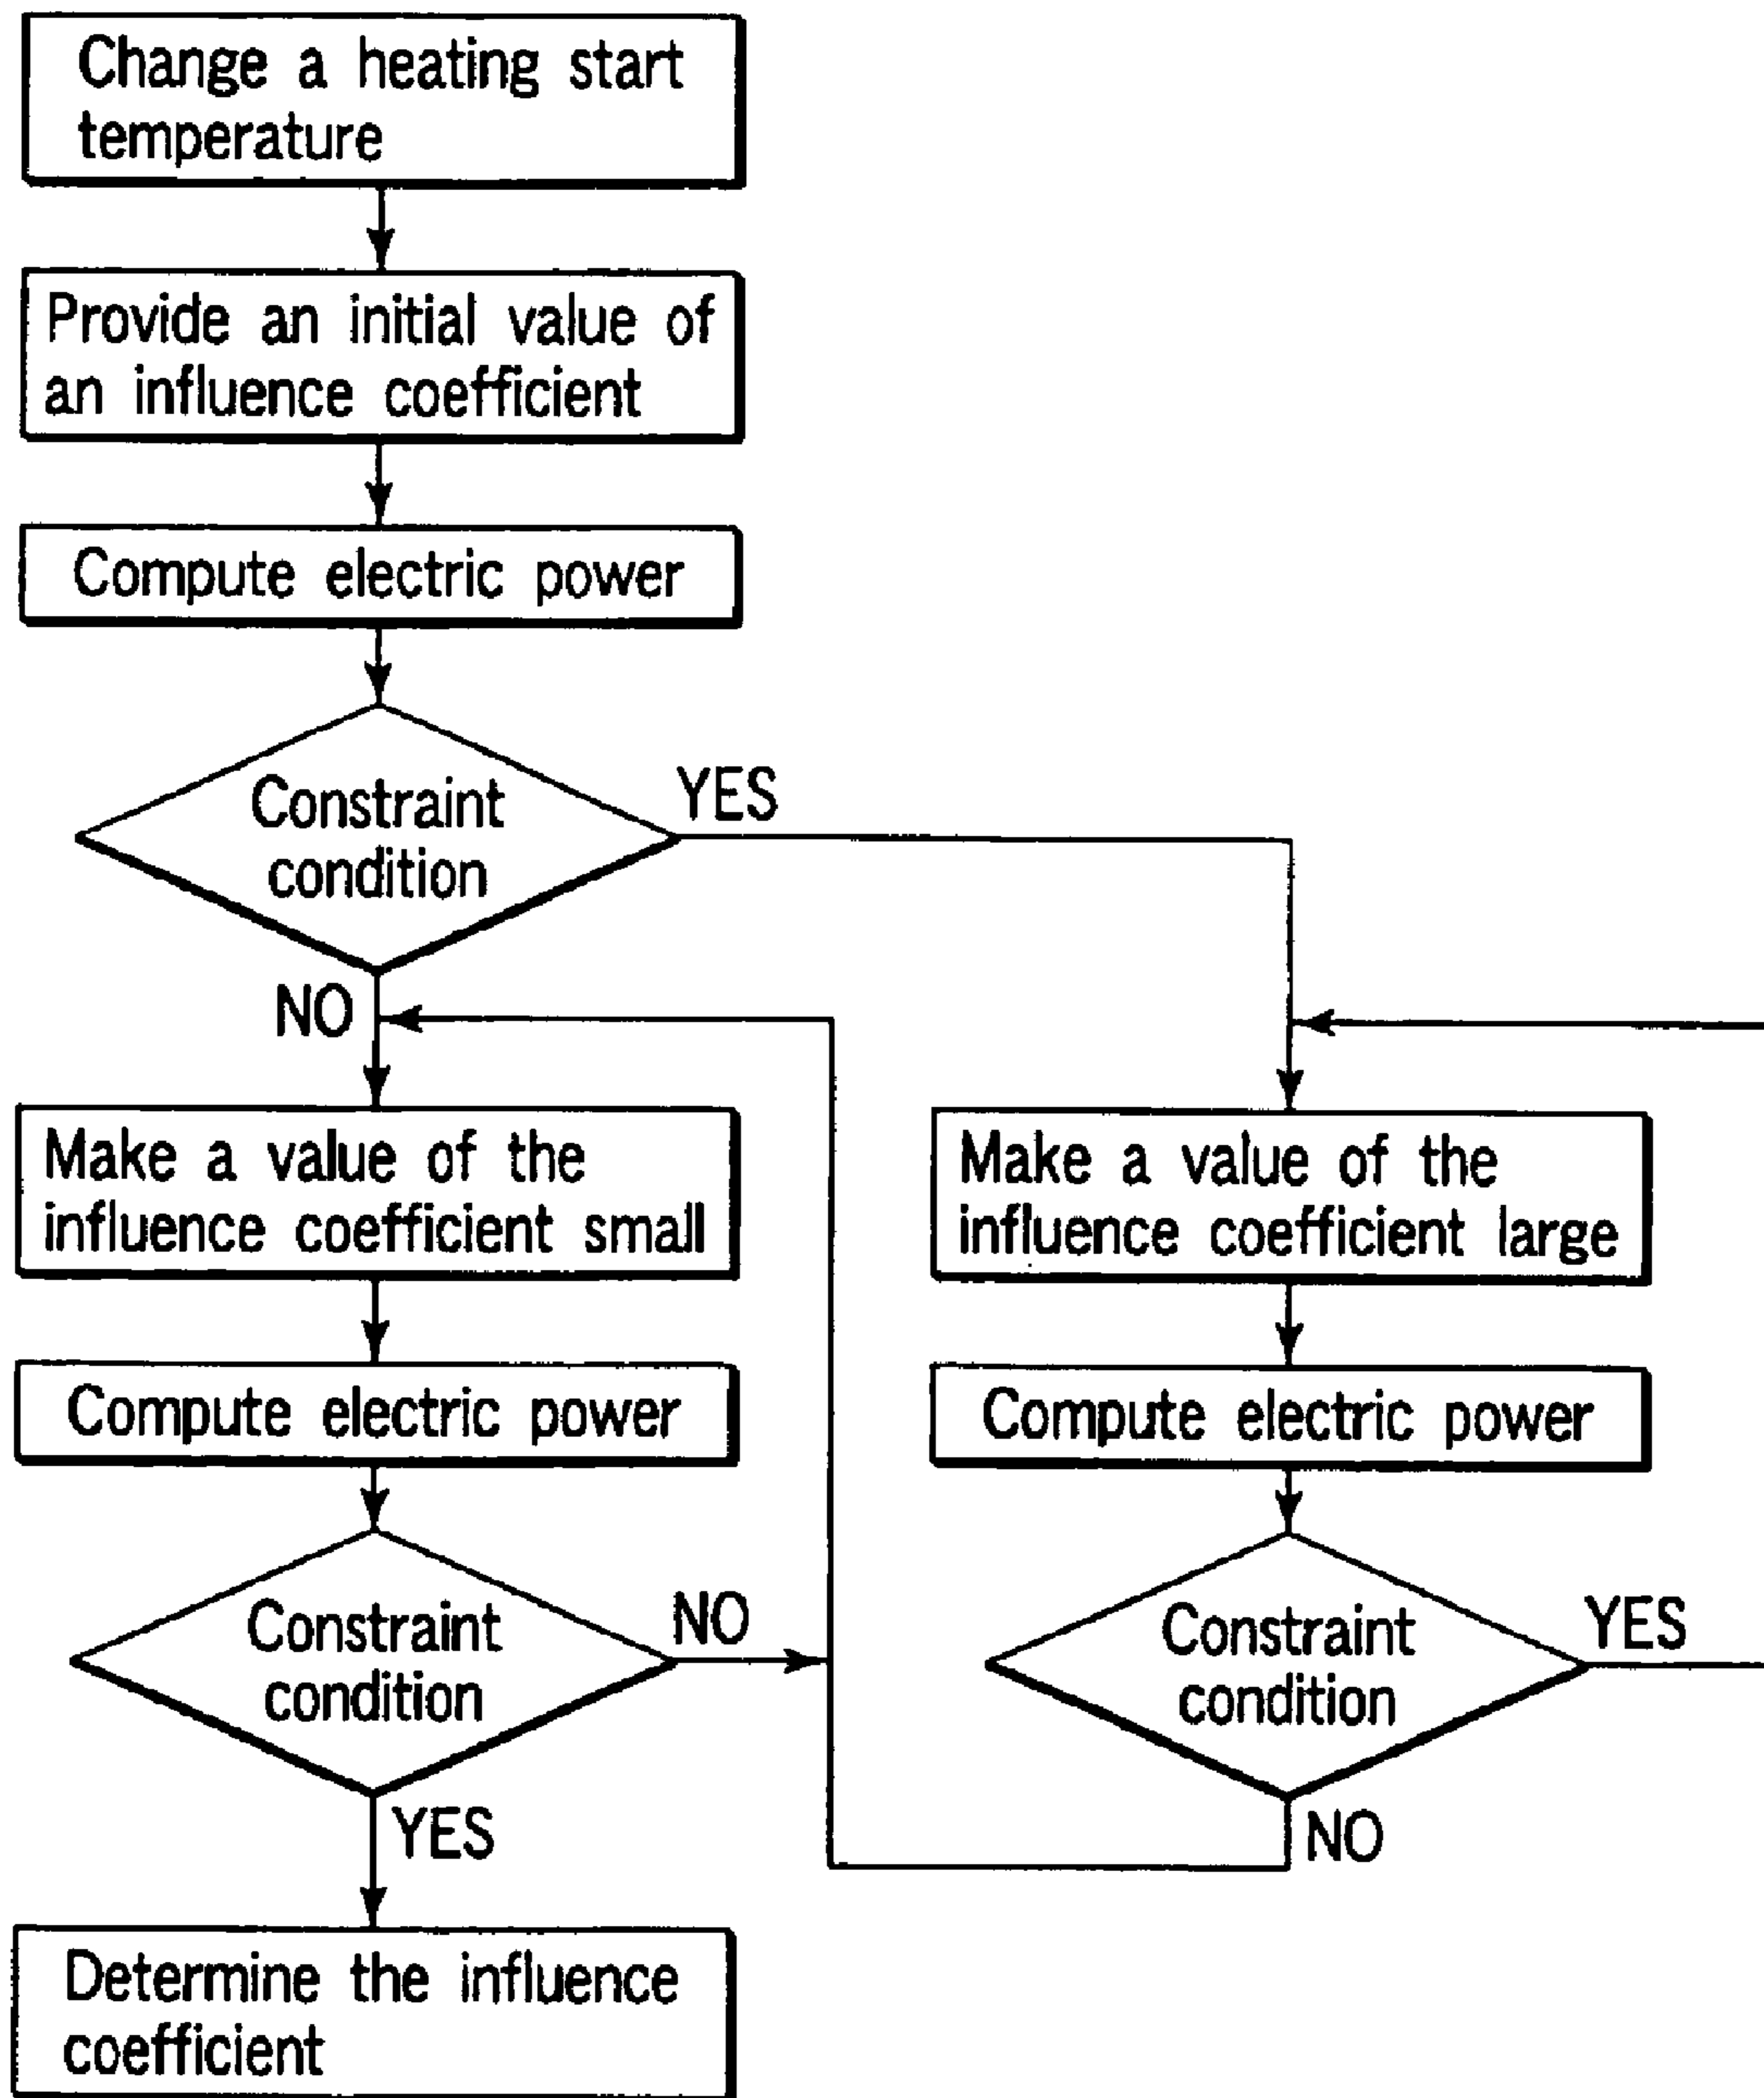 Change a heating start
temperature
Provide an initial value of
an influence coefficient
Compute electric power
Constraint
condition
YES
NO
Make a value of the
influence coefficient small
Compute electric power
Constraint
condition
NO
YES
Determine the influence
coefficient
Make a value of the
influence coefficient large
Compute electric power
Constraint
condition
YES
NO